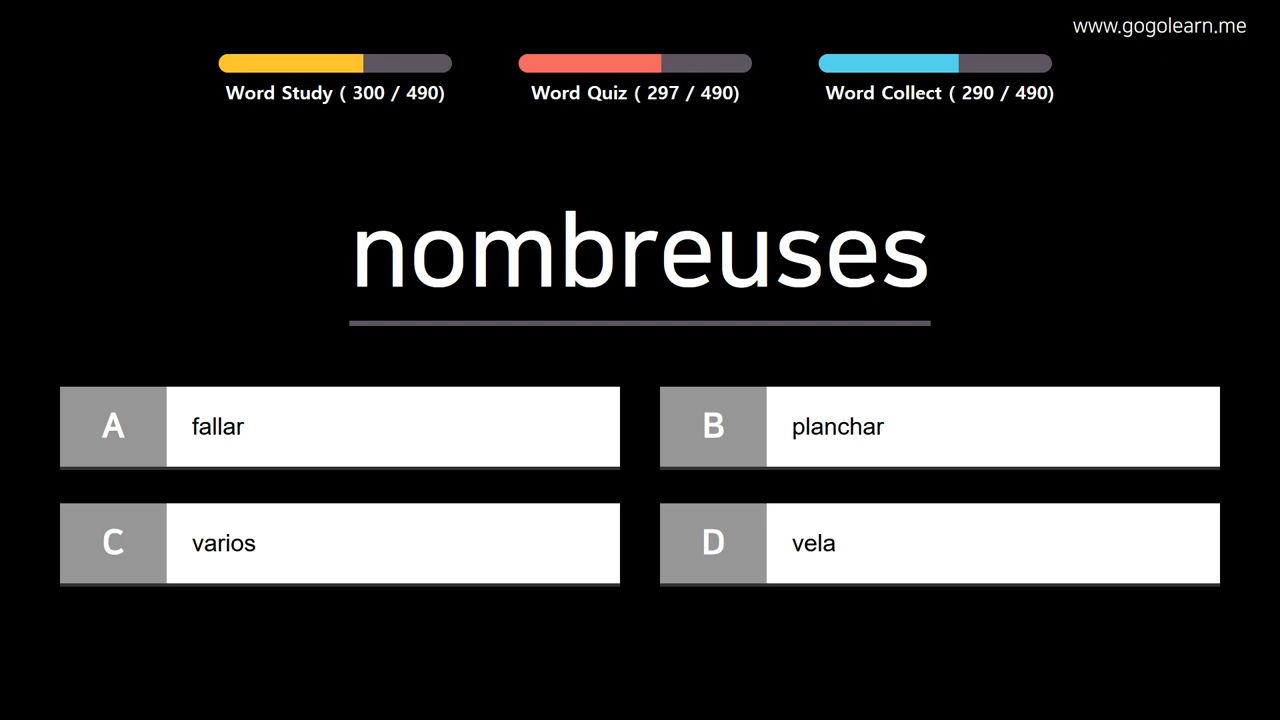 www.gogolearn.me
Word Study ( 300 / 490)
Word Quiz ( 297 / 490)
Word Collect ( 290 / 490)
nombreuses
A fallar
B planchar
C varios
D vela